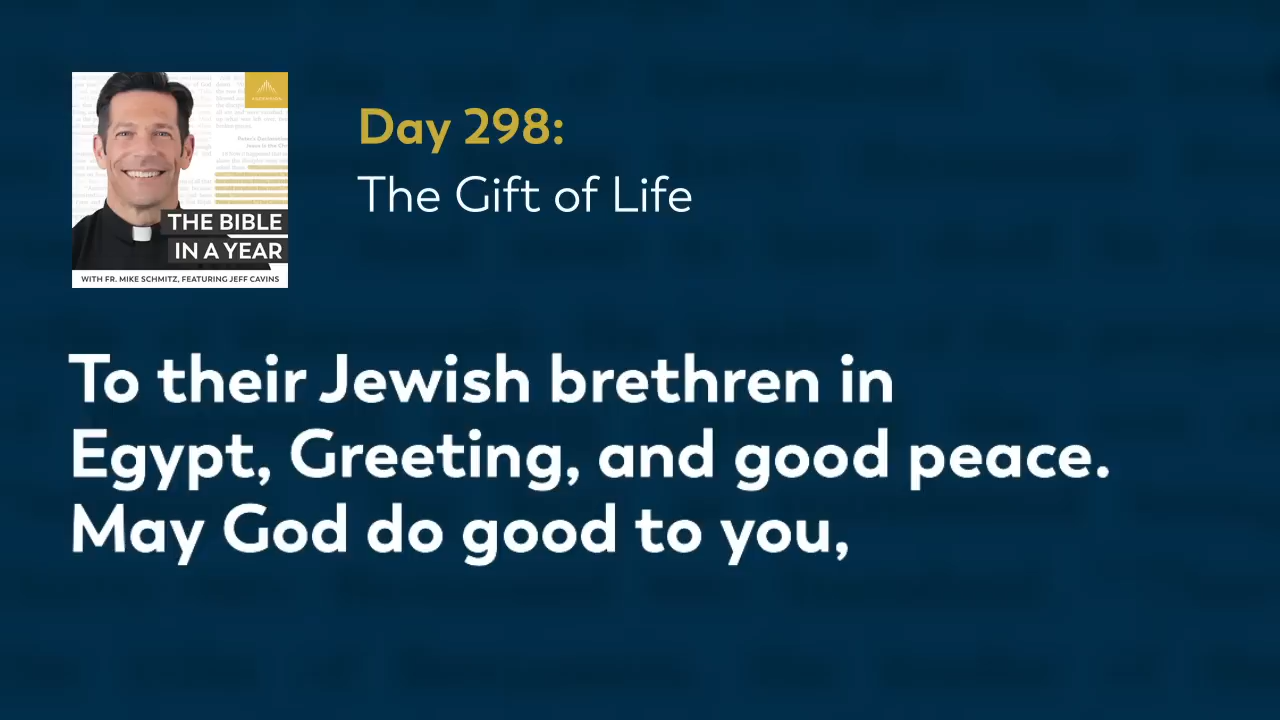 Day 298:
The Gift of Life
THE BIBLE
IN A YEAR
WITH FR. MIKE SCHMITZ, FEATURING JEFF CAVINS
To their Jewish brethren in
Egypt, Greeting, and good peace.
May God do good to you,